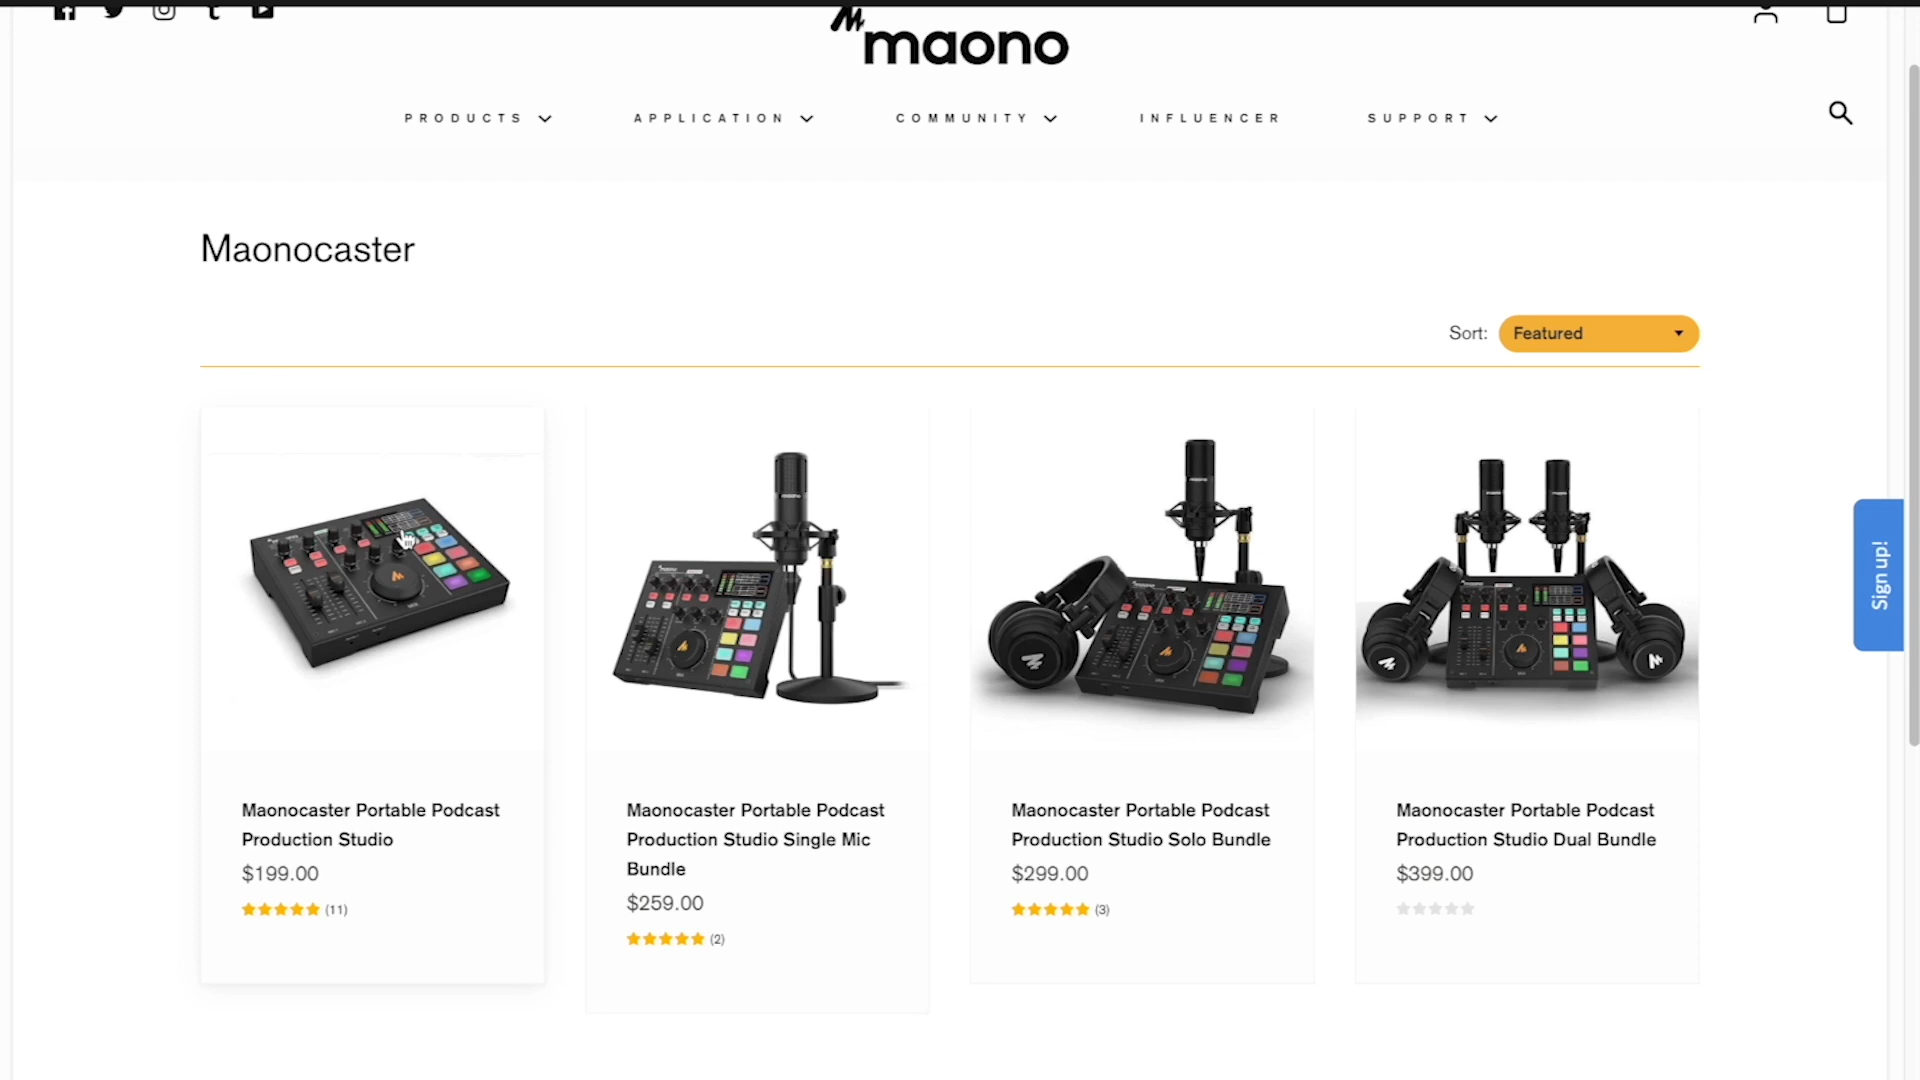 maono
PRODUCTS
APPLICATION
COMMUNITY
INFLUENCER
SUPPORT
Maonocaster
Sort:
Featured
Sign up!
Maonocaster Portable Podcast
Production Studio
$199.00
(11)
Maonocaster Portable Podcast
Production Studio Single Mic
Bundle
$259.00
(2)
Maonocaster Portable Podcast
Production Studio Solo Bundle
$299.00
(3)
Maonocaster Portable Podcast
Production Studio Dual Bundle
$399.00